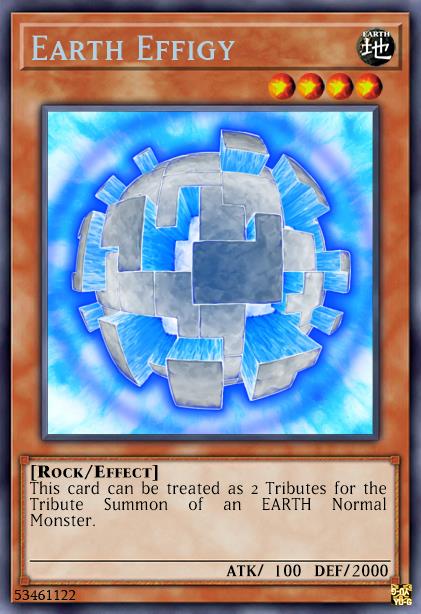 EARTH EFFIGY
EARTH
地
[ROCK/EFFECT]
This card can be treated as 2 Tributes for the
Tribute Summon of an EARTH Normal
Monster.
ATK/ 100 DEF/2000
53461122